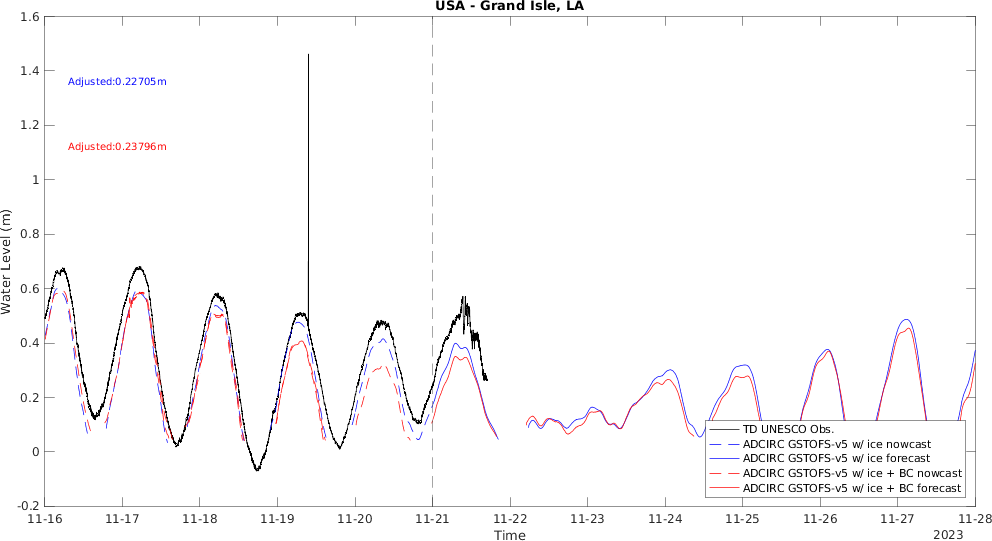 USA - Grand Isle, LA
1.6
1.4
1.2
1
0.8
0.6
0.4
0.2
0
-0.2
Water Level (m)
Adjusted:0.22705m
Adjusted:0.23796m
TD UNESCO Obs.
ADCIRC GSTOFS-v5 w/ ice nowcast
ADCIRC GSTOFS-v5 w/ ice forecast
ADCIRC GSTOFS-v5 w/ ice + BC nowcast
ADCIRC GSTOFS-v5 w/ ice + BC forecast
11-16 11-17 11-18 11-19 11-20 11-21 11-22 11-23 11-24 11-25 11-26 11-27 11-28
Time
2023